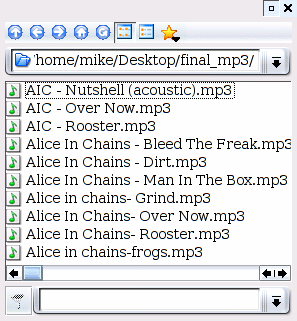 home/mike/Desktop/final_mp3/
AIC - Nutshell (acoustic).mp3
AIC - Over Now.mp3
AIC - Rooster.mp3
Alice In Chains - Bleed The Freak.mp3
Alice In Chains - Dirt.mp3
Alice In Chains - Man In The Box.mp3
Alice in chains- Grind.mp3
Alice In Chains- Over Now.mp3
Alice In Chains- Rooster.mp3
Alice in chains-frogs.mp3